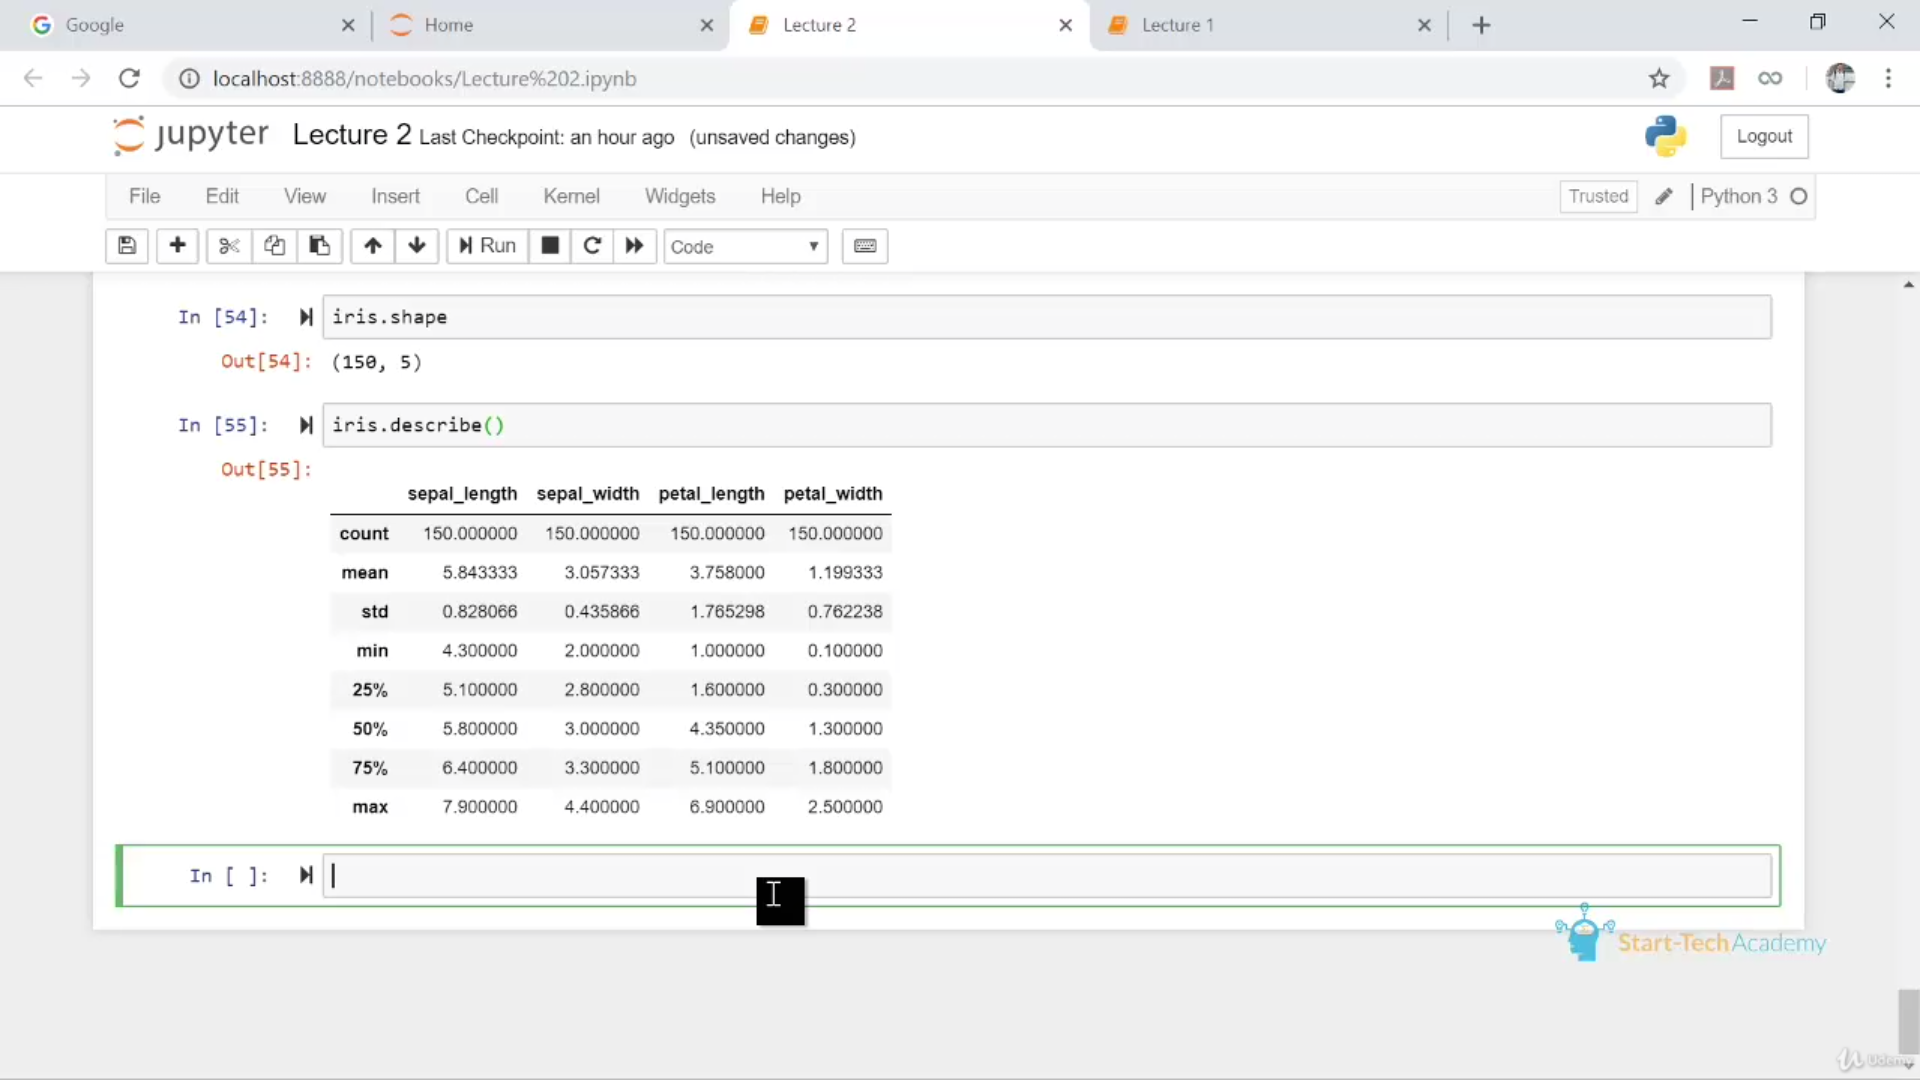 Google
Home
Lecture 2
Lecture 1
localhost:8888/notebooks/Lecture%202.ipynb
jupyter Lecture 2 Last Checkpoint: an hour ago (unsaved changes)
Logout
File Edit View Insert Cell Kernel Widgets Help
Trusted Python 3
Run Code
In [54]: iris.shape
Out[54]: (150, 5)
In [55]: iris.describe()
Out[55]:
sepal_length sepal_width petal_length petal_width
count 150.000000 150.000000 150.000000 150.000000
mean 5.843333 3.057333 3.758000 1.199333
std 0.828066 0.435866 1.765298 0.762238
min 4.300000 2.000000 1.000000 0.100000
25% 5.100000 2.800000 1.600000 0.300000
50% 5.800000 3.000000 4.350000 1.300000
75% 6.400000 3.300000 5.100000 1.800000
max 7.900000 4.400000 6.900000 2.500000
In [ ]:
Start-Tech Academy
Udemy